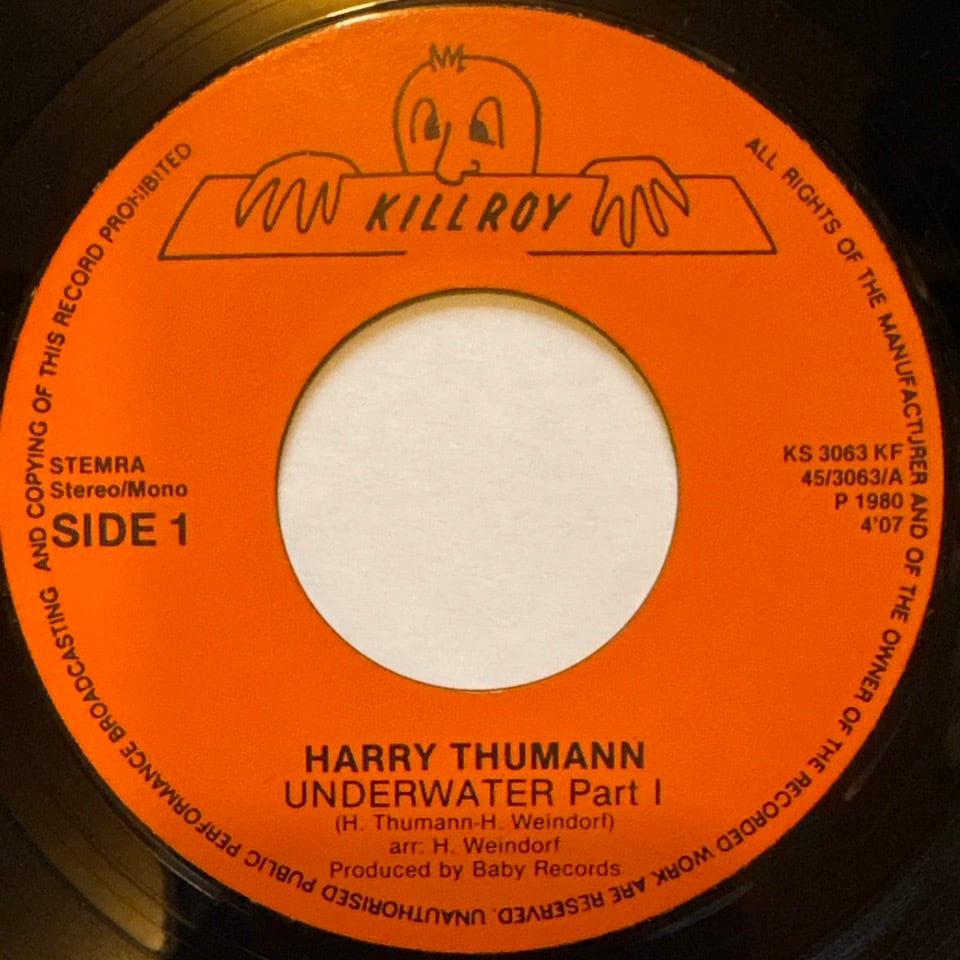 KILLROY
STEMRA
Stereo/Mono
SIDE 1
KS 3063 KF
45/3063/A
P 1980
4'07
HARRY THUMANN
UNDERWATER Part I
(H. Thumann-H. Weindorf)
arr: H. Weindorf
Produced by Baby Records
ALL RIGHTS OF THE MANUFACTURER AND OF THE OWNER OF THE RECORDED WORK ARE RESERVED. UNAUTHORISED PUBLIC PERFORMANCE BROADCASTING AND COPYING OF THIS RECORD PROHIBITED